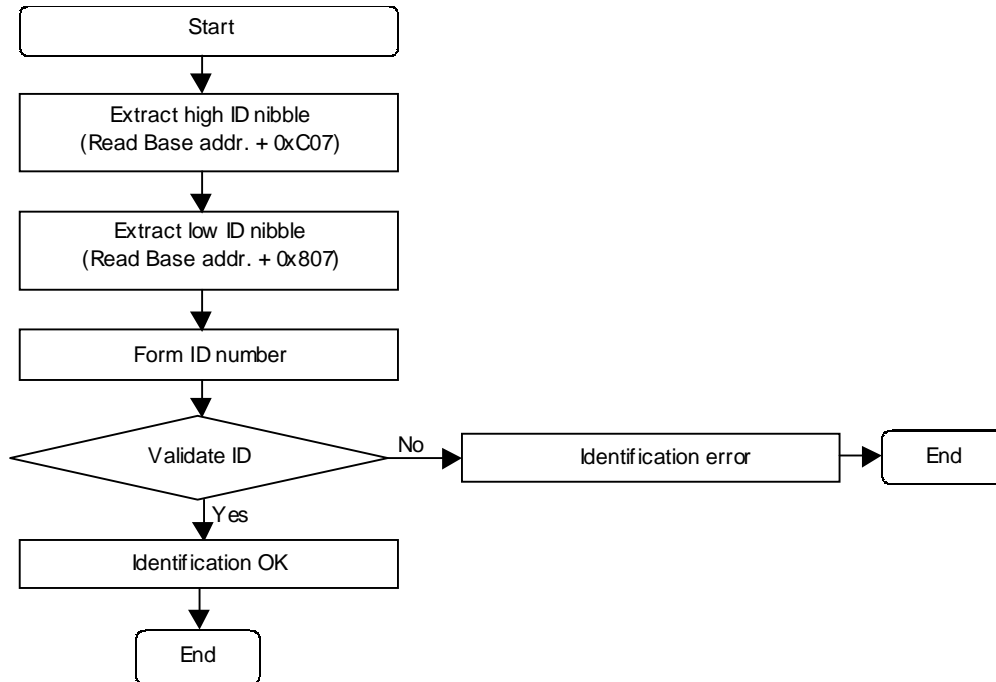 Start
Extract high ID nibble
(Read Base addr. + 0xC07)
Extract low ID nibble
(Read Base addr. + 0x807)
Form ID number
Validate ID
No
Identification error
End
Yes
Identification OK
End